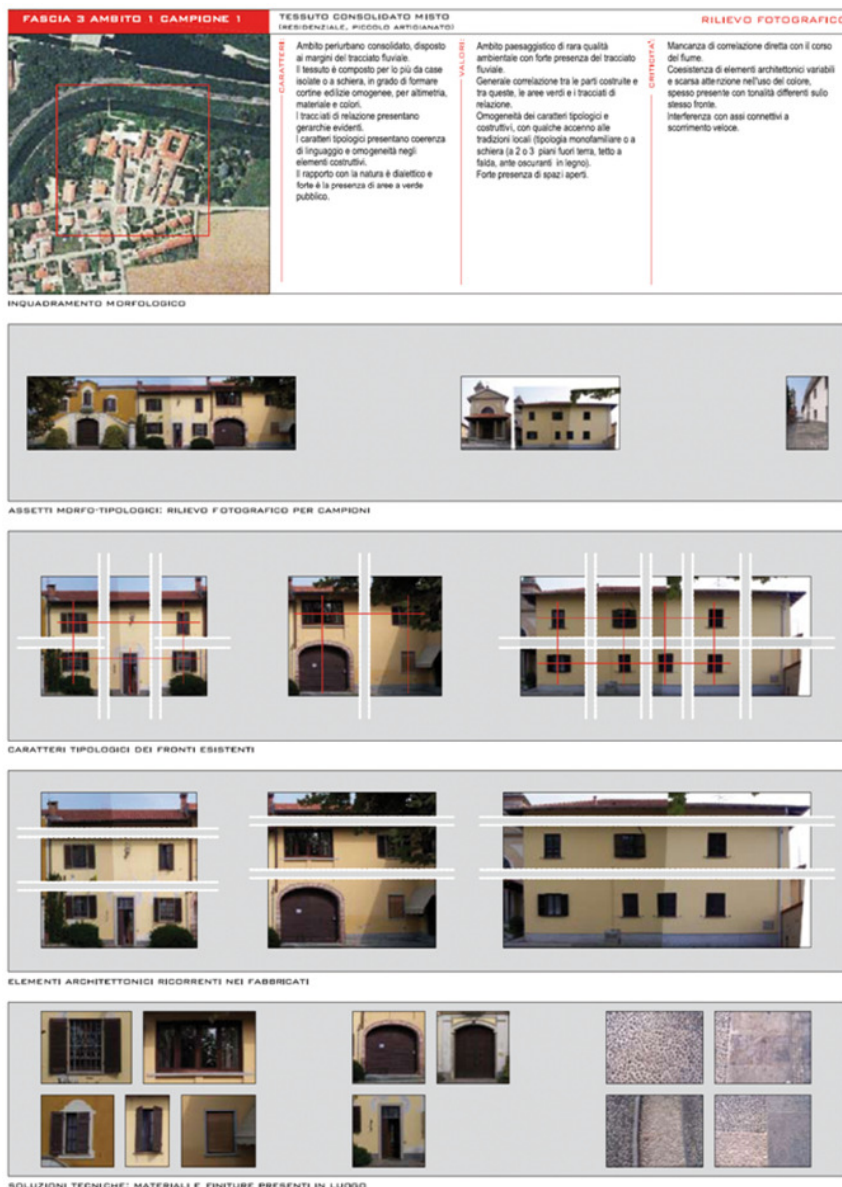 FASCIA 3 AMBITO 1 CAMPIONE 1
TESSUTO CONSOLIDATO MISTO
(RESIDENZIALE, PICCOLO ARTIGIANATO)
RILIEVO FOTOGRAFICO
CARATTERI:
Ambito periurbano consolidato, disposto
ai margini del tracciato fluviale.
Il tessuto è composto per lo più da case
isolate o a schiera, in grado di formare
cortine edilizie omogenee, per altimetria,
materiale e colori.
I tracciati di relazione presentano
gerarchie evidenti.
I caratteri tipologici presentano coerenza
di linguaggio e omogeneità negli
elementi costruttivi.
Il rapporto con la natura è dialettico e
forte è la presenza di aree a verde
pubblico.
VALORI:
Ambito paesaggistico di rara qualità
ambientale con forte presenza del tracciato
fluviale.
Generale correlazione tra le parti costruite e
tra queste, le aree verdi e i tracciati di
relazione.
Omogeneità dei caratteri tipologici e
costruttivi, con qualche accenno alle
tradizioni locali (tipologia monofamiliare o a
schiera (a 2 o 3 piani fuori terra, tetto a
falda, ante oscuranti in legno).
Forte presenza di spazi aperti.
CRITICITA':
Mancanza di correlazione diretta con il corso
del fiume.
Coesistenza di elementi architettonici variabili
e scarsa attenzione nell'uso del colore,
spesso presente con tonalità differenti sullo
stesso fronte.
Interferenza con assi connettivi a
scorrimento veloce.
INQUADRAMENTO MORFOLOGICO
ASSETTI MORFO-TIPOLOGICI: RILIEVO FOTOGRAFICO PER CAMPIONI
CARATTERI TIPOLOGICI DEI FRONTI ESISTENTI
ELEMENTI ARCHITETTONICI RICORRENTI NEI FABBRICATI
SOLUZIONI TECNICHE: MATERIALI E FINITURE PRESENTI IN LUOGO